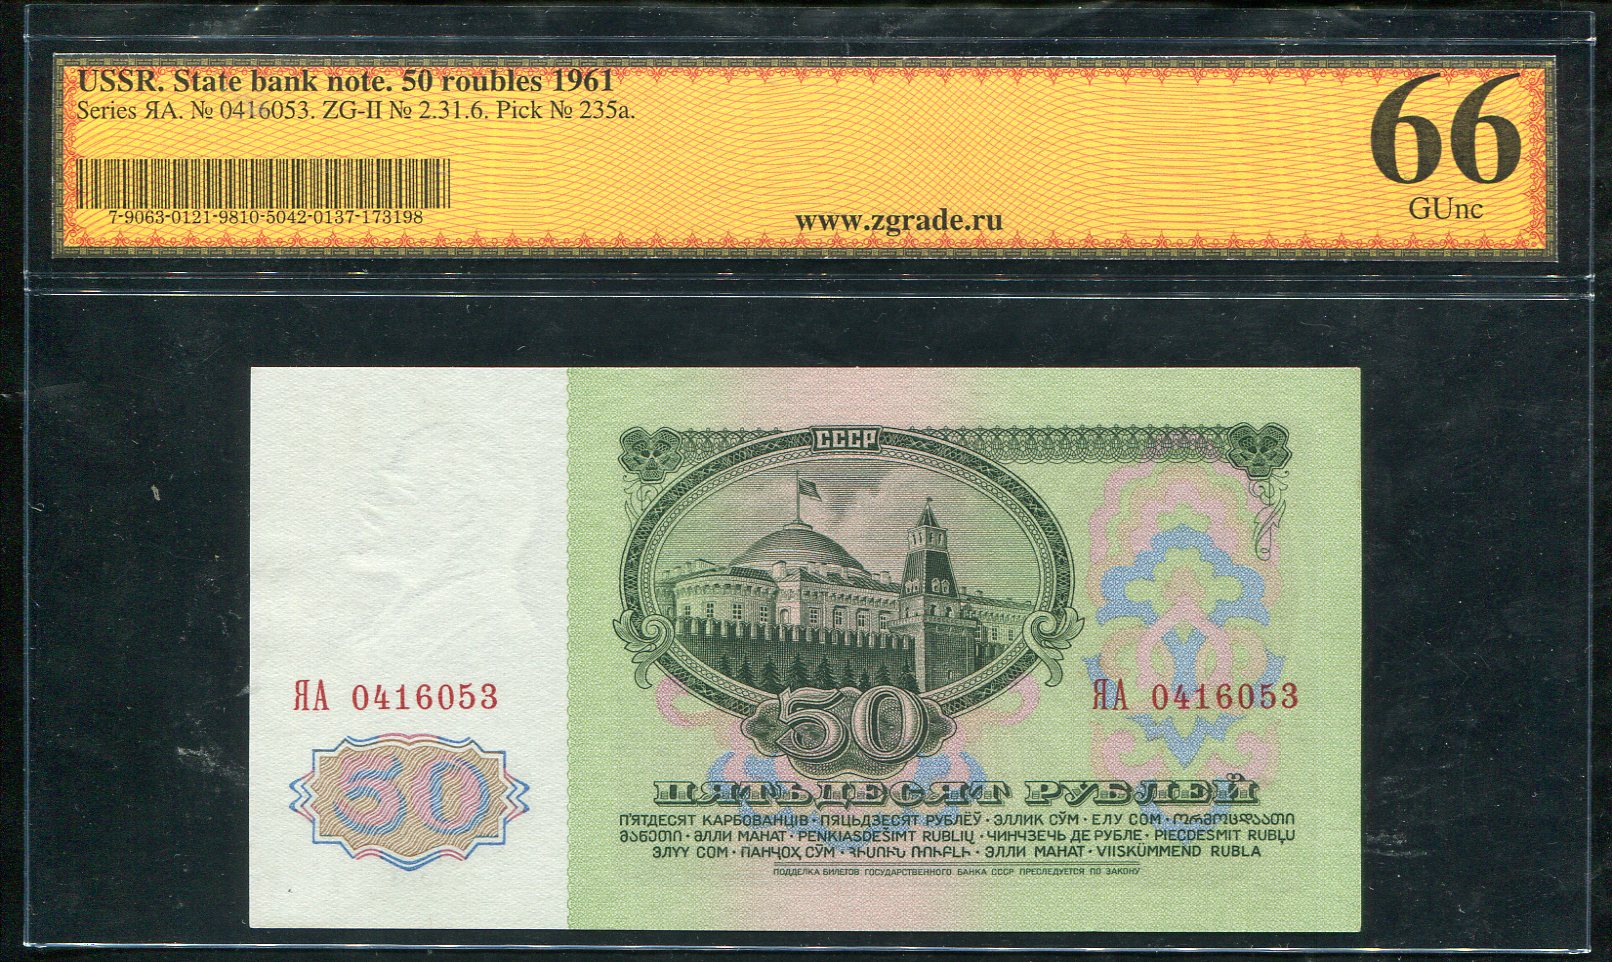 USSR. State bank note. 50 roubles 1961
Series ЯА. № 0416053. ZG-II № 2.31.6. Pick № 235a.
66
GUnc
7-9063-0121-9810-5042-0137-173198
www.zgrade.ru
СССР
ЯА 0416053
ЯА 0416053
50
50
ПЯТЬДЕСЯТ РУБЛЕЙ
П'ЯТДЕСЯТ КАРБОВАНЦІВ · ПЯЦЬДЗЕСЯТ РУБЛЁЎ · ЭЛЛИК СЎМ · ЕЛУ СОМ · ᲝᲠᲛᲝᲪᲓᲐᲐᲗᲘ
ᲛᲐᲜᲔᲗᲘ · ӘЛЛИ МАНАТ · PENKIASDEŠIMT RUBLIŲ · ЧИНЧЗЕЧЬ ДЕ РУБЛЕ · PIECDESMIT RUBĻU
ЭЛҮҮ СОМ · ПАНҶОҲ СЎМ · ՀԻՍՈՒՆ ՌՈՒԲԼԻ · ЭЛЛИ МАНАТ · VIISKÜMMEND RUBLA
ПОДДЕЛКА БИЛЕТОВ ГОСУДАРСТВЕННОГО БАНКА СССР ПРЕСЛЕДУЕТСЯ ПО ЗАКОНУ